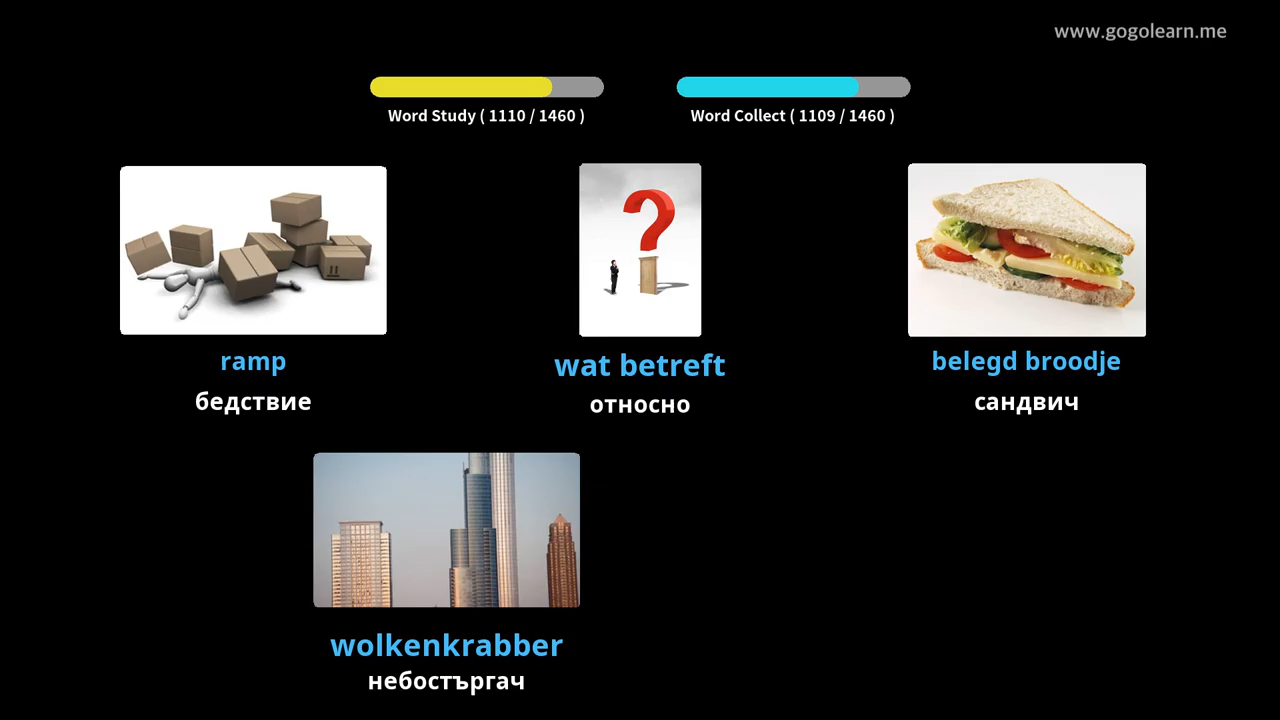 www.gogolearn.me
Word Study ( 1110 / 1460 )
Word Collect ( 1109 / 1460 )
ramp
бедствие
wat betreft
относно
belegd broodje
сандвич
wolkenkrabber
небостъргач